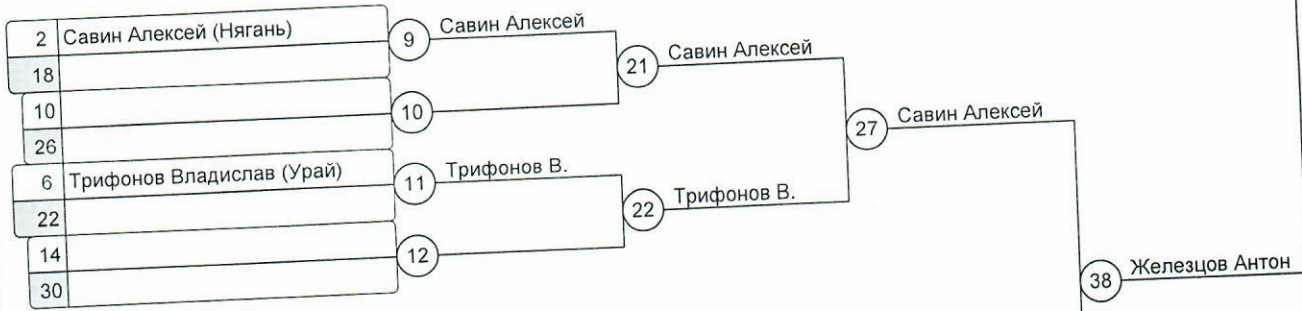 2 Савин Алексей (Нягань)
18
10
26
6 Трифонов Владислав (Урай)
22
14
30
9 Савин Алексей
10
11 Трифонов В.
12
21 Савин Алексей
22 Трифонов В.
27 Савин Алексей
38 Железцов Антон